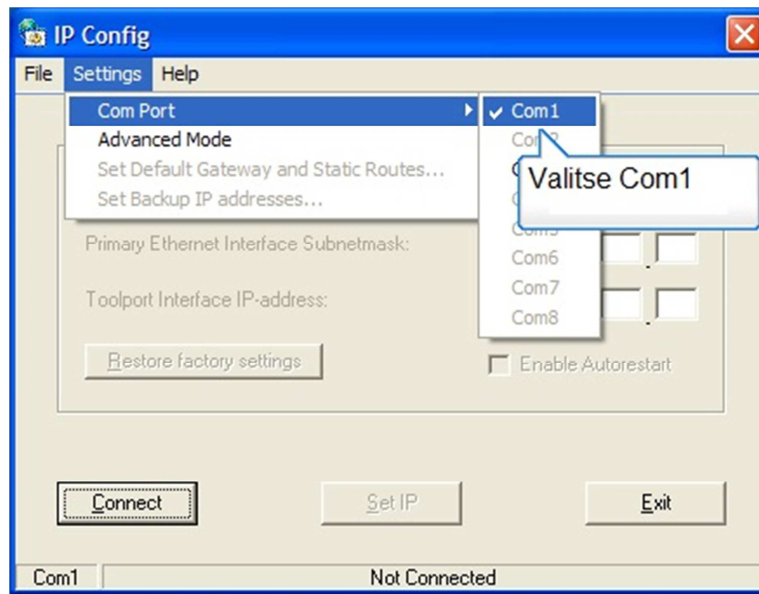 IP Config
File Settings Help
Com Port
Advanced Mode
Set Default Gateway and Static Routes...
Set Backup IP addresses...
Com1
Valitse Com1
Com6
Com7
Com8
Primary Ethernet Interface Subnetmask:
Toolport Interface IP-address:
Restore factory settings
Enable Autorestart
Connect
Set IP
Exit
Com1
Not Connected